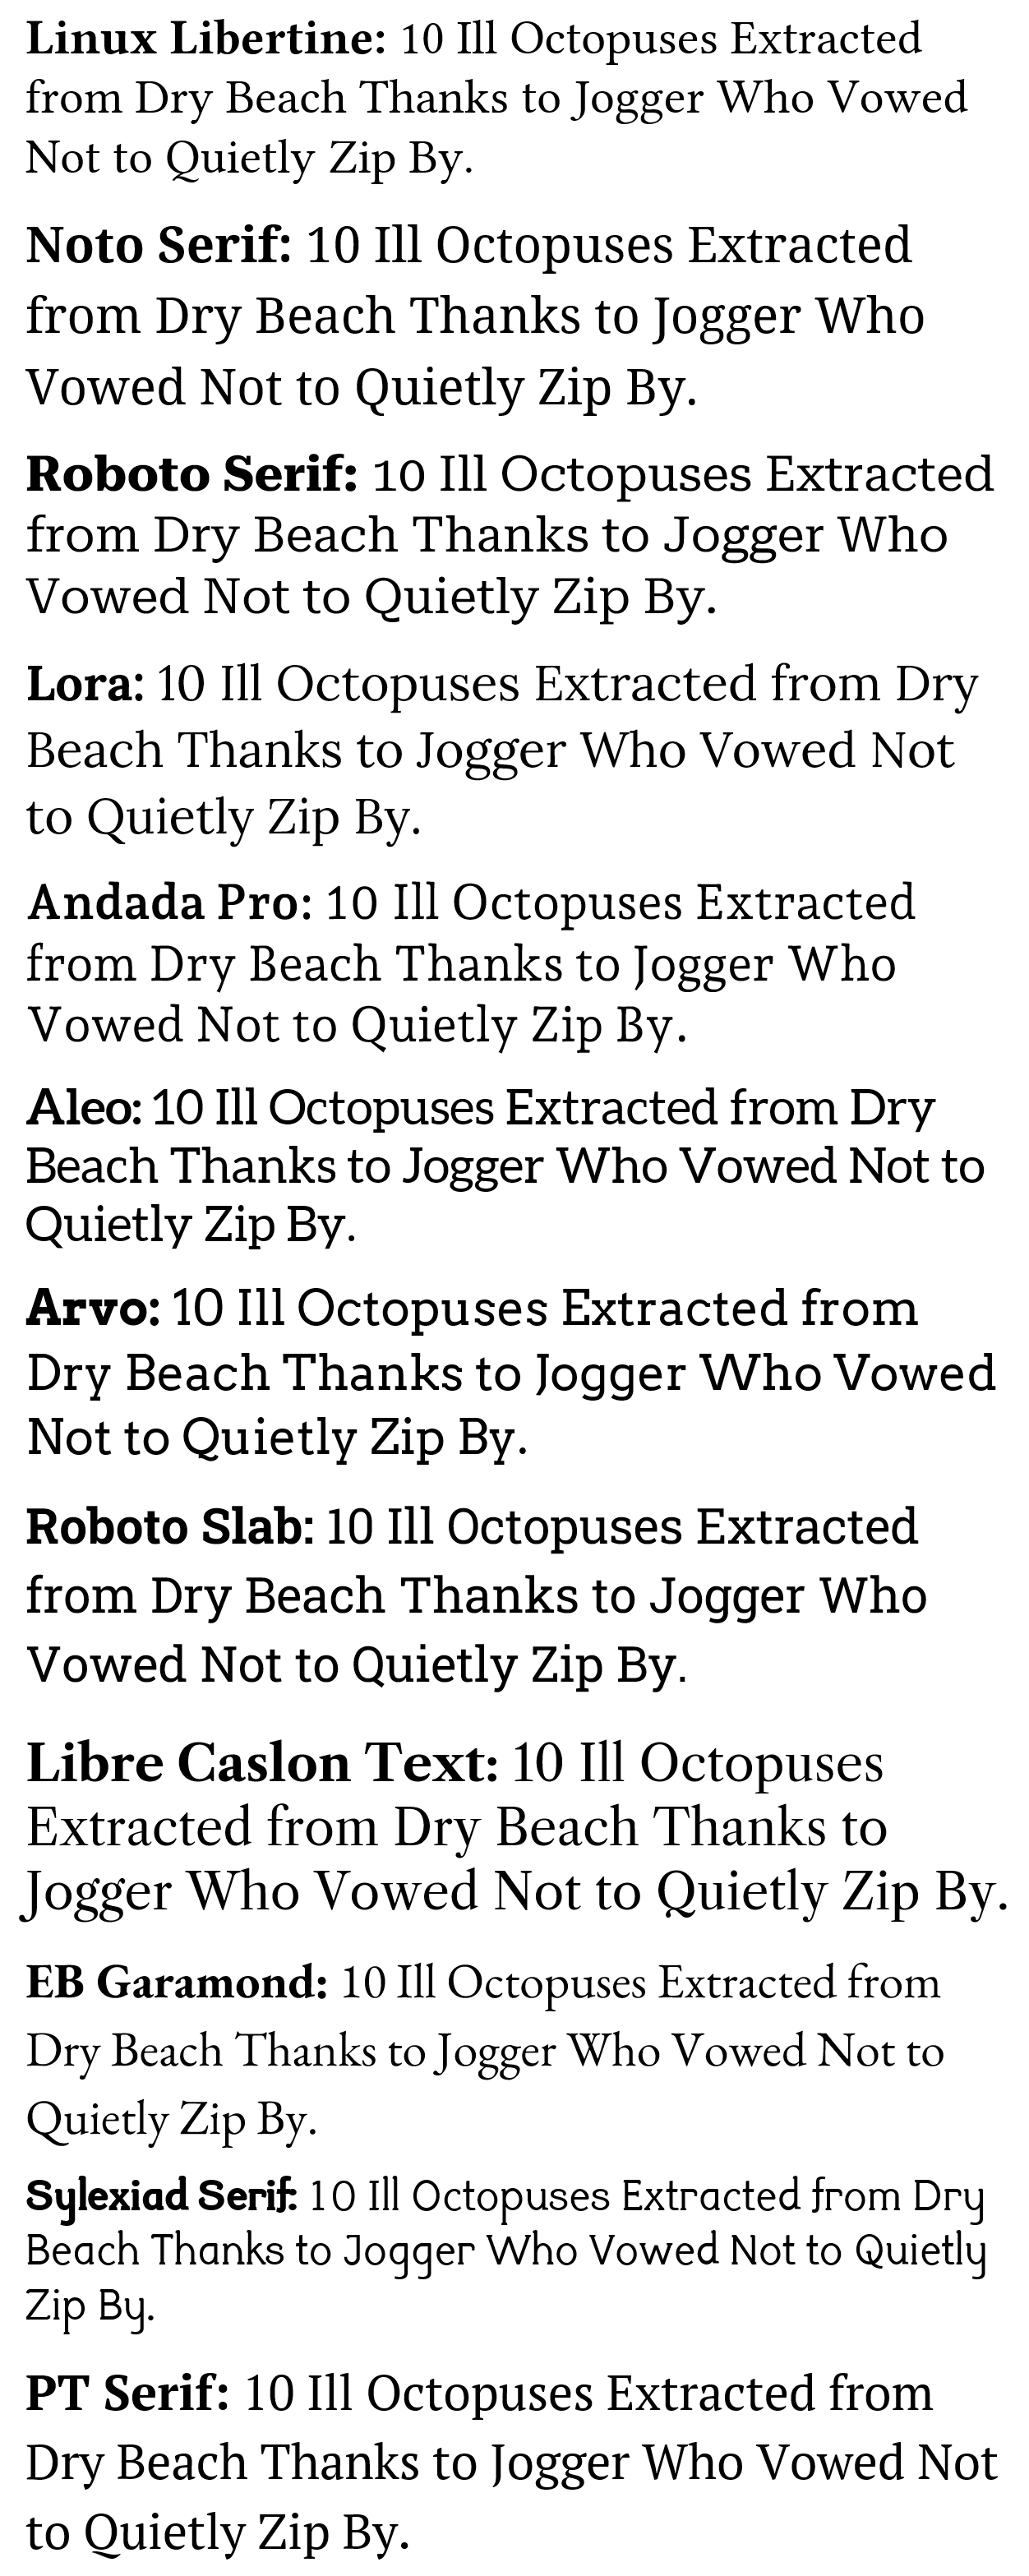 Linux Libertine: 10 Ill Octopuses Extracted
from Dry Beach Thanks to Jogger Who Vowed
Not to Quietly Zip By.
Noto Serif: 10 Ill Octopuses Extracted
from Dry Beach Thanks to Jogger Who
Vowed Not to Quietly Zip By.
Roboto Serif: 10 Ill Octopuses Extracted
from Dry Beach Thanks to Jogger Who
Vowed Not to Quietly Zip By.
Lora: 10 Ill Octopuses Extracted from Dry
Beach Thanks to Jogger Who Vowed Not
to Quietly Zip By.
Andada Pro: 10 Ill Octopuses Extracted
from Dry Beach Thanks to Jogger Who
Vowed Not to Quietly Zip By.
Aleo: 10 Ill Octopuses Extracted from Dry
Beach Thanks to Jogger Who Vowed Not to
Quietly Zip By.
Arvo: 10 Ill Octopuses Extracted from
Dry Beach Thanks to Jogger Who Vowed
Not to Quietly Zip By.
Roboto Slab: 10 Ill Octopuses Extracted
from Dry Beach Thanks to Jogger Who
Vowed Not to Quietly Zip By.
Libre Caslon Text: 10 Ill Octopuses
Extracted from Dry Beach Thanks to
Jogger Who Vowed Not to Quietly Zip By.
EB Garamond: 10 Ill Octopuses Extracted from
Dry Beach Thanks to Jogger Who Vowed Not to
Quietly Zip By.
Sylexiad Serif: 10 Ill Octopuses Extracted from Dry
Beach Thanks to Jogger Who Vowed Not to Quietly
Zip By.
PT Serif: 10 Ill Octopuses Extracted from
Dry Beach Thanks to Jogger Who Vowed Not
to Quietly Zip By.